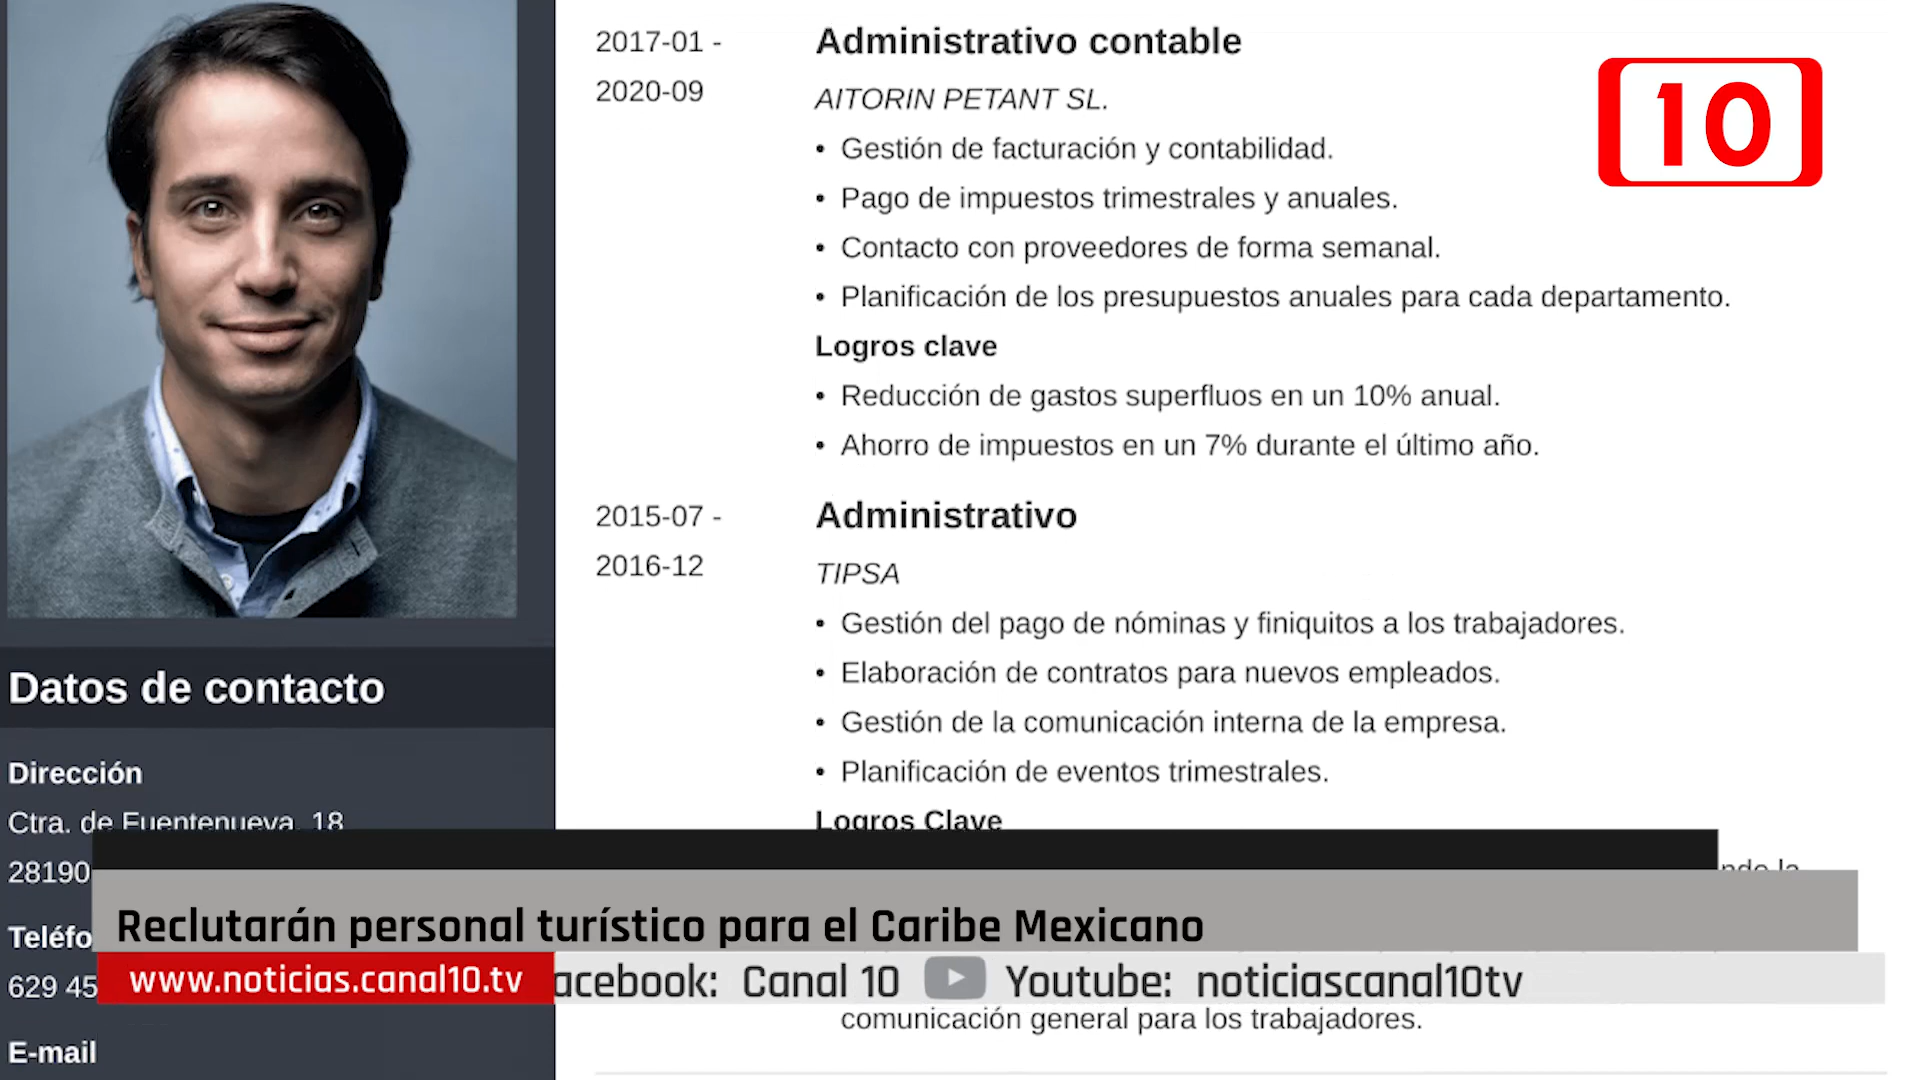 2017-01 -
2020-09
Administrativo contable
AITORIN PETANT SL.
• Gestión de facturación y contabilidad.
• Pago de impuestos trimestrales y anuales.
• Contacto con proveedores de forma semanal.
• Planificación de los presupuestos anuales para cada departamento.
Logros clave
• Reducción de gastos superfluos en un 10% anual.
• Ahorro de impuestos en un 7% durante el último año.
2015-07 -
2016-12
Administrativo
TIPSA
• Gestión del pago de nóminas y finiquitos a los trabajadores.
• Elaboración de contratos para nuevos empleados.
• Gestión de la comunicación interna de la empresa.
• Planificación de eventos trimestrales.
Logros Clave
comunicación general para los trabajadores.
10
Datos de contacto
Dirección
Ctra. de Fuentenueva, 18
28190
Teléfo
629 45
E-mail
Reclutarán personal turístico para el Caribe Mexicano
www.noticias.canal10.tv
acebook: Canal 10 Youtube: noticiascanal10tv